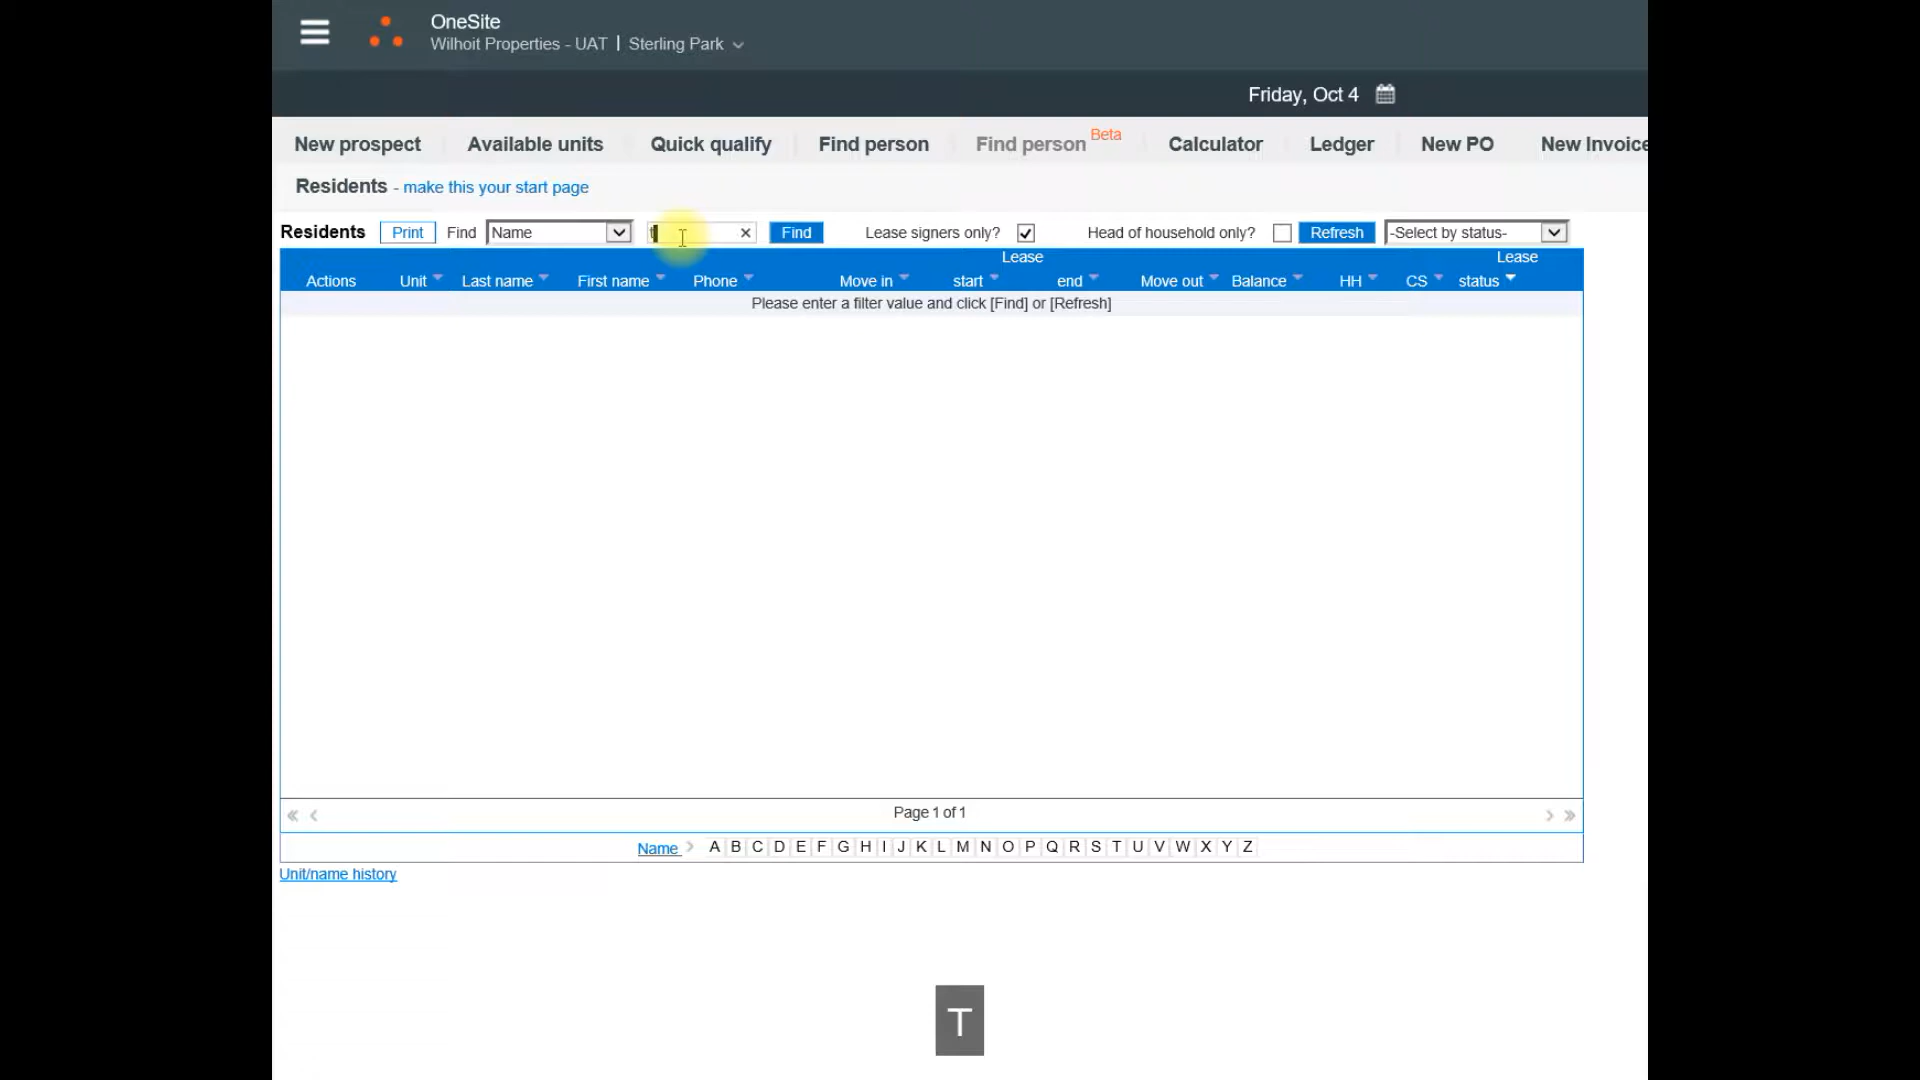 OneSite
Wilhoit Properties - UAT | Sterling Park
Friday, Oct 4
New prospect Available units Quick qualify Find person Find person Beta Calculator Ledger New PO New Invoice
Residents - make this your start page
Residents Print Find Name t Find Lease signers only? Head of household only? Refresh -Select by status-
Actions Unit Last name First name Phone Move in Lease start Lease end Move out Balance HH CS Lease status
Please enter a filter value and click [Find] or [Refresh]
Page 1 of 1
Name A B C D E F G H I J K L M N O P Q R S T U V W X Y Z
Unit/name history
T